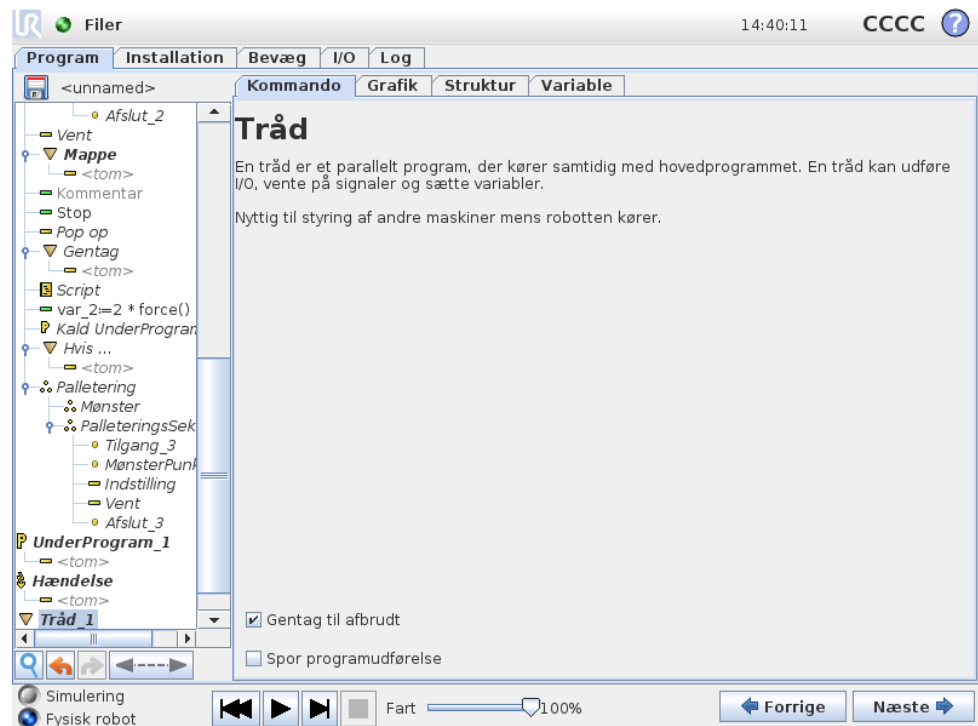 UR Filer 14:40:11 CCCC ?
Program Installation Bevæg I/O Log
<unnamed>
Kommando Grafik Struktur Variable
Afslut_2
Vent
Mappe
<tom>
Kommentar
Stop
Pop op
Gentag
<tom>
Script
var_2:=2 * force()
Kald UnderProgram
Hvis ...
<tom>
Palletering
Mønster
PalleteringsSek
Tilgang_3
MønsterPunk
Indstilling
Vent
Afslut_3
P UnderProgram_1
<tom>
Hændelse
<tom>
Tråd_1
Tråd
En tråd er et parallelt program, der kører samtidig med hovedprogrammet. En tråd kan udføre
I/O, vente på signaler og sætte variabler.
Nyttig til styring af andre maskiner mens robotten kører.
Gentag til afbrudt
Spor programudførelse
Simulering
Fysisk robot
Fart 100%
Forrige Næste